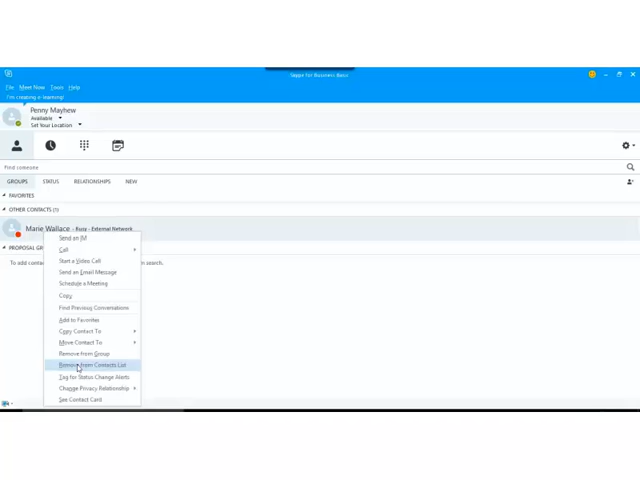 Skype for Business Basic
File Meet Now Tools Help
I'm creating e-learning!
Penny Mayhew
Available
Set Your Location
Find someone
GROUPS STATUS RELATIONSHIPS NEW
FAVORITES
OTHER CONTACTS (1)
Marie Wallace - Busy - External Network
Send an IM
PROPOSAL GR
Call
Start a Video Call
To add conta search.
Send an Email Message
Schedule a Meeting
Copy
Find Previous Conversations
Add to Favorites
Copy Contact To
Move Contact To
Remove from Group
Remove from Contacts List
Tag for Status Change Alerts
Change Privacy Relationship
See Contact Card